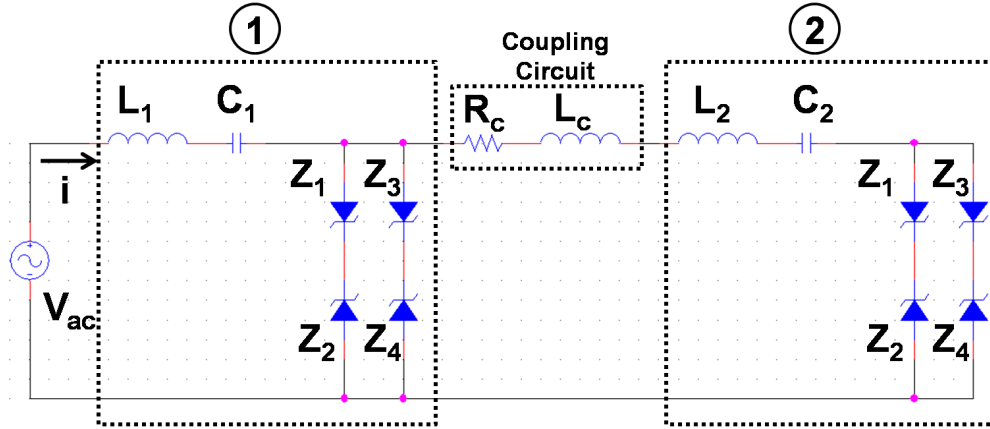 1
2
Coupling
Circuit
L1
C1
Rc
Lc
L2
C2
i
Z1
Z3
Z1
Z3
Vac
Z2
Z4
Z2
Z4